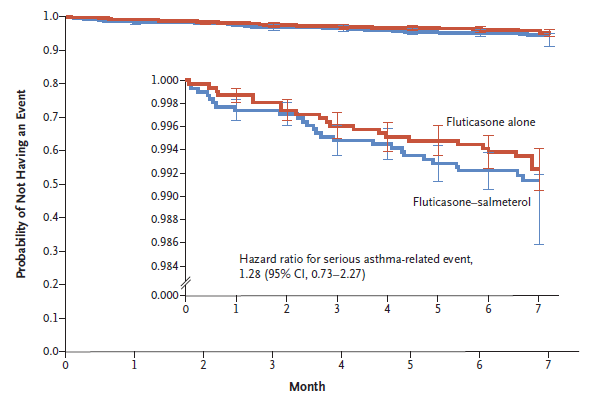 Probability of Not Having an Event
1.0
0.9
0.8
0.7
0.6
0.5
0.4
0.3
0.2
0.1
0.0
1.000
0.998
0.996
0.994
0.992
0.990
0.988
0.986
0.984
0.000
Fluticasone alone
Fluticasone–salmeterol
Hazard ratio for serious asthma-related event,
1.28 (95% CI, 0.73–2.27)
0 1 2 3 4 5 6 7
0 1 2 3 4 5 6 7
Month